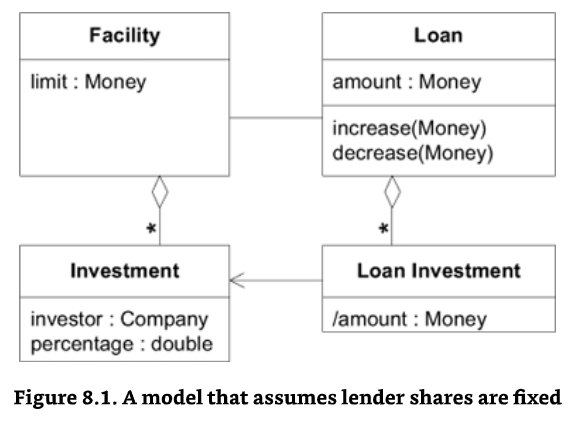 Facility
limit : Money
Loan
amount : Money
increase(Money)
decrease(Money)
*
*
Investment
investor : Company
percentage : double
Loan Investment
/amount : Money
Figure 8.1. A model that assumes lender shares are fixed